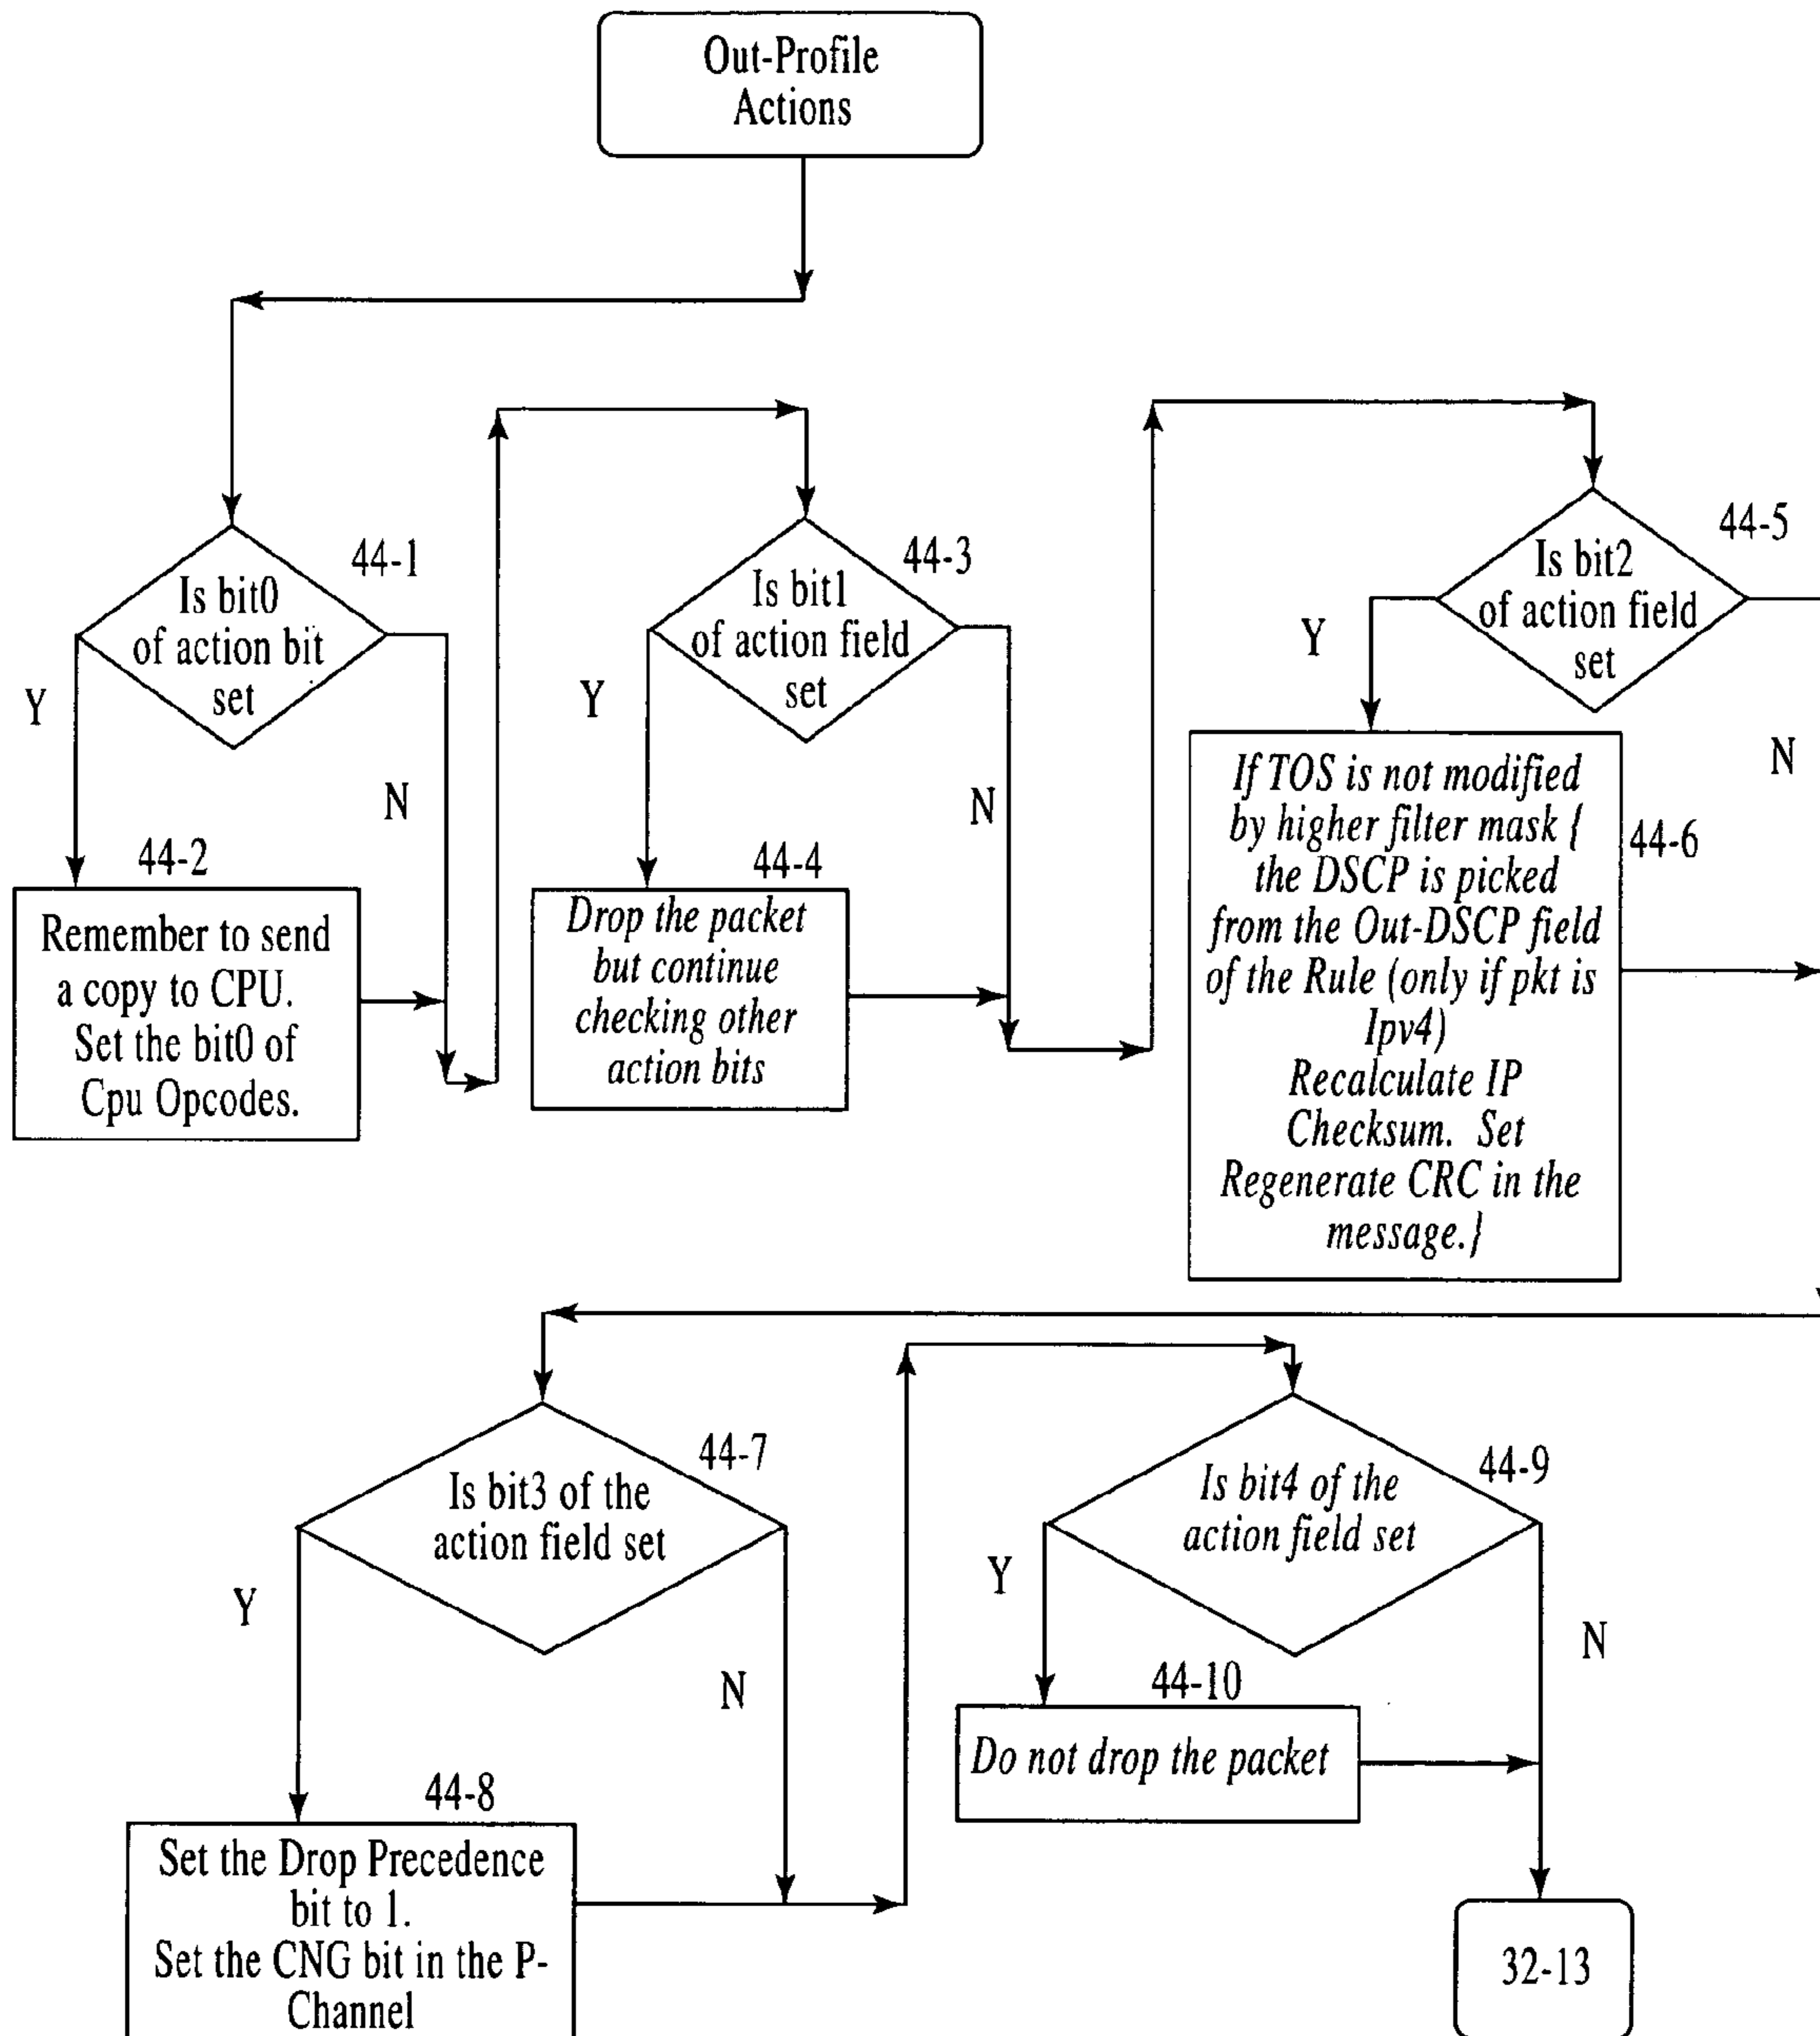 Out-Profile
Actions
44-1
Is bit0
of action bit
set
Y
N
44-2
Remember to send
a copy to CPU.
Set the bit0 of
Cpu Opcodes.
44-3
Is bit1
of action field
set
Y
N
44-4
Drop the packet
but continue
checking other
action bits
44-5
Is bit2
of action field
set
Y
N
44-6
If TOS is not modified
by higher filter mask {
the DSCP is picked
from the Out-DSCP field
of the Rule (only if pkt is
Ipv4)
Recalculate IP
Checksum. Set
Regenerate CRC in the
message.}
44-7
Is bit3 of the
action field set
Y
N
44-8
Set the Drop Precedence
bit to 1.
Set the CNG bit in the P-
Channel
44-9
Is bit4 of the
action field set
Y
N
44-10
Do not drop the packet
32-13